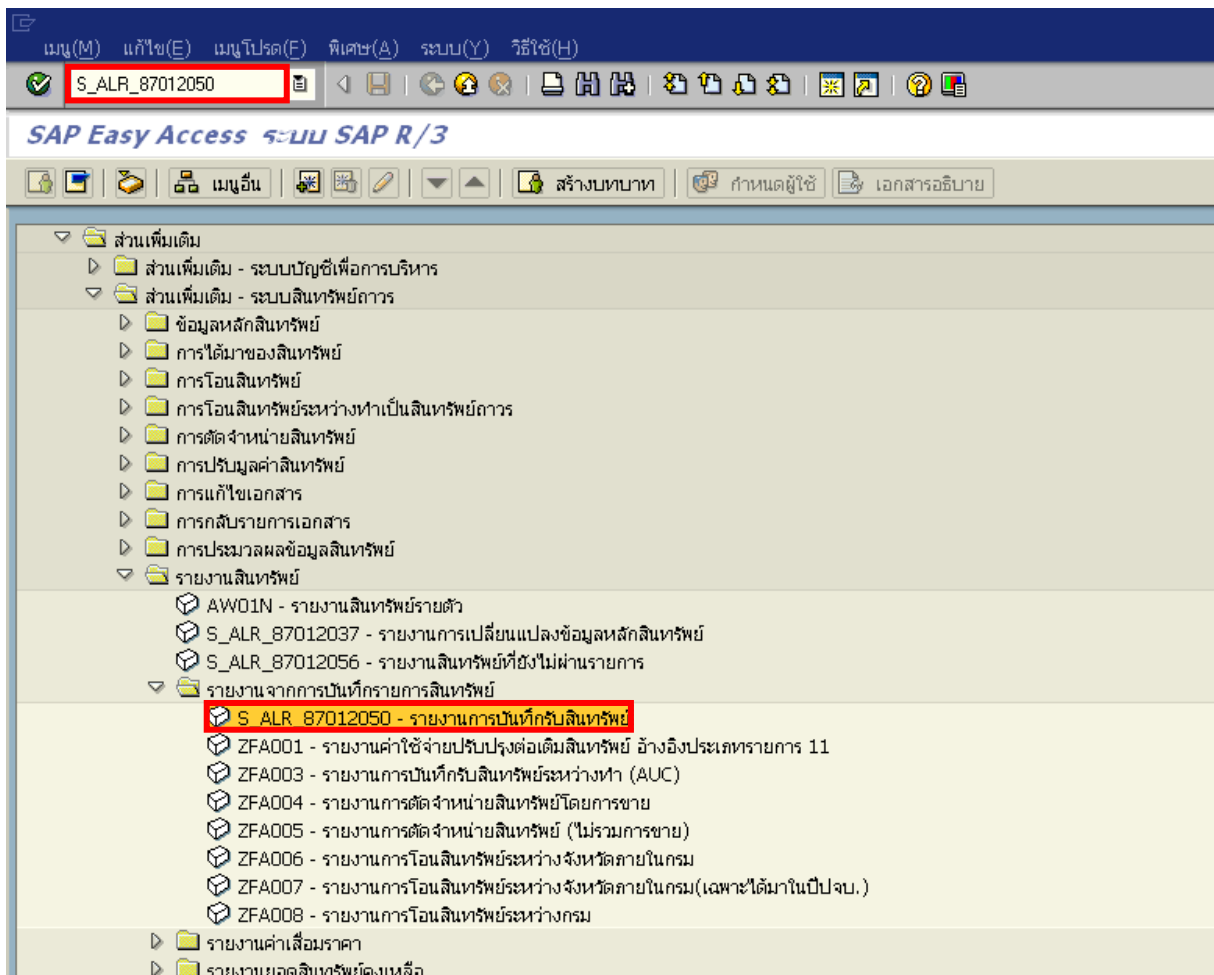 เมนู(M) แก้ไข(E) เมนูโปรด(F) พิเศษ(A) ระบบ(Y) วิธีใช้(H)
S_ALR_87012050
SAP Easy Access ระบบ SAP R/3
เมนูอื่น สร้างบทบาท กำหนดผู้ใช้ เอกสารอธิบาย
ส่วนเพิ่มเติม
ส่วนเพิ่มเติม - ระบบบัญชีเพื่อการบริหาร
ส่วนเพิ่มเติม - ระบบสินทรัพย์ถาวร
ข้อมูลหลักสินทรัพย์
การได้มาของสินทรัพย์
การโอนสินทรัพย์
การโอนสินทรัพย์ระหว่างทำเป็นสินทรัพย์ถาวร
การตัดจำหน่ายสินทรัพย์
การปรับมูลค่าสินทรัพย์
การแก้ไขเอกสาร
การกลับรายการเอกสาร
การประมวลผลข้อมูลสินทรัพย์
รายงานสินทรัพย์
AW01N - รายงานสินทรัพย์รายตัว
S_ALR_87012037 - รายงานการเปลี่ยนแปลงข้อมูลหลักสินทรัพย์
S_ALR_87012056 - รายงานสินทรัพย์ที่ยังไม่ผ่านรายการ
รายงานจากการบันทึกรายการสินทรัพย์
S_ALR_87012050 - รายงานการบันทึกรับสินทรัพย์
ZFA001 - รายงานค่าใช้จ่ายปรับปรุงต่อเติมสินทรัพย์ อ้างอิงประเภทรายการ 11
ZFA003 - รายงานการบันทึกรับสินทรัพย์ระหว่างทำ (AUC)
ZFA004 - รายงานการตัดจำหน่ายสินทรัพย์โดยการขาย
ZFA005 - รายงานการตัดจำหน่ายสินทรัพย์ (ไม่รวมการขาย)
ZFA006 - รายงานการโอนสินทรัพย์ระหว่างจังหวัดภายในกรม
ZFA007 - รายงานการโอนสินทรัพย์ระหว่างจังหวัดภายในกรม(เฉพาะได้มาในปีปจบ.)
ZFA008 - รายงานการโอนสินทรัพย์ระหว่างกรม
รายงานค่าเสื่อมราคา
รายงานยอดสินทรัพย์คงเหลือ